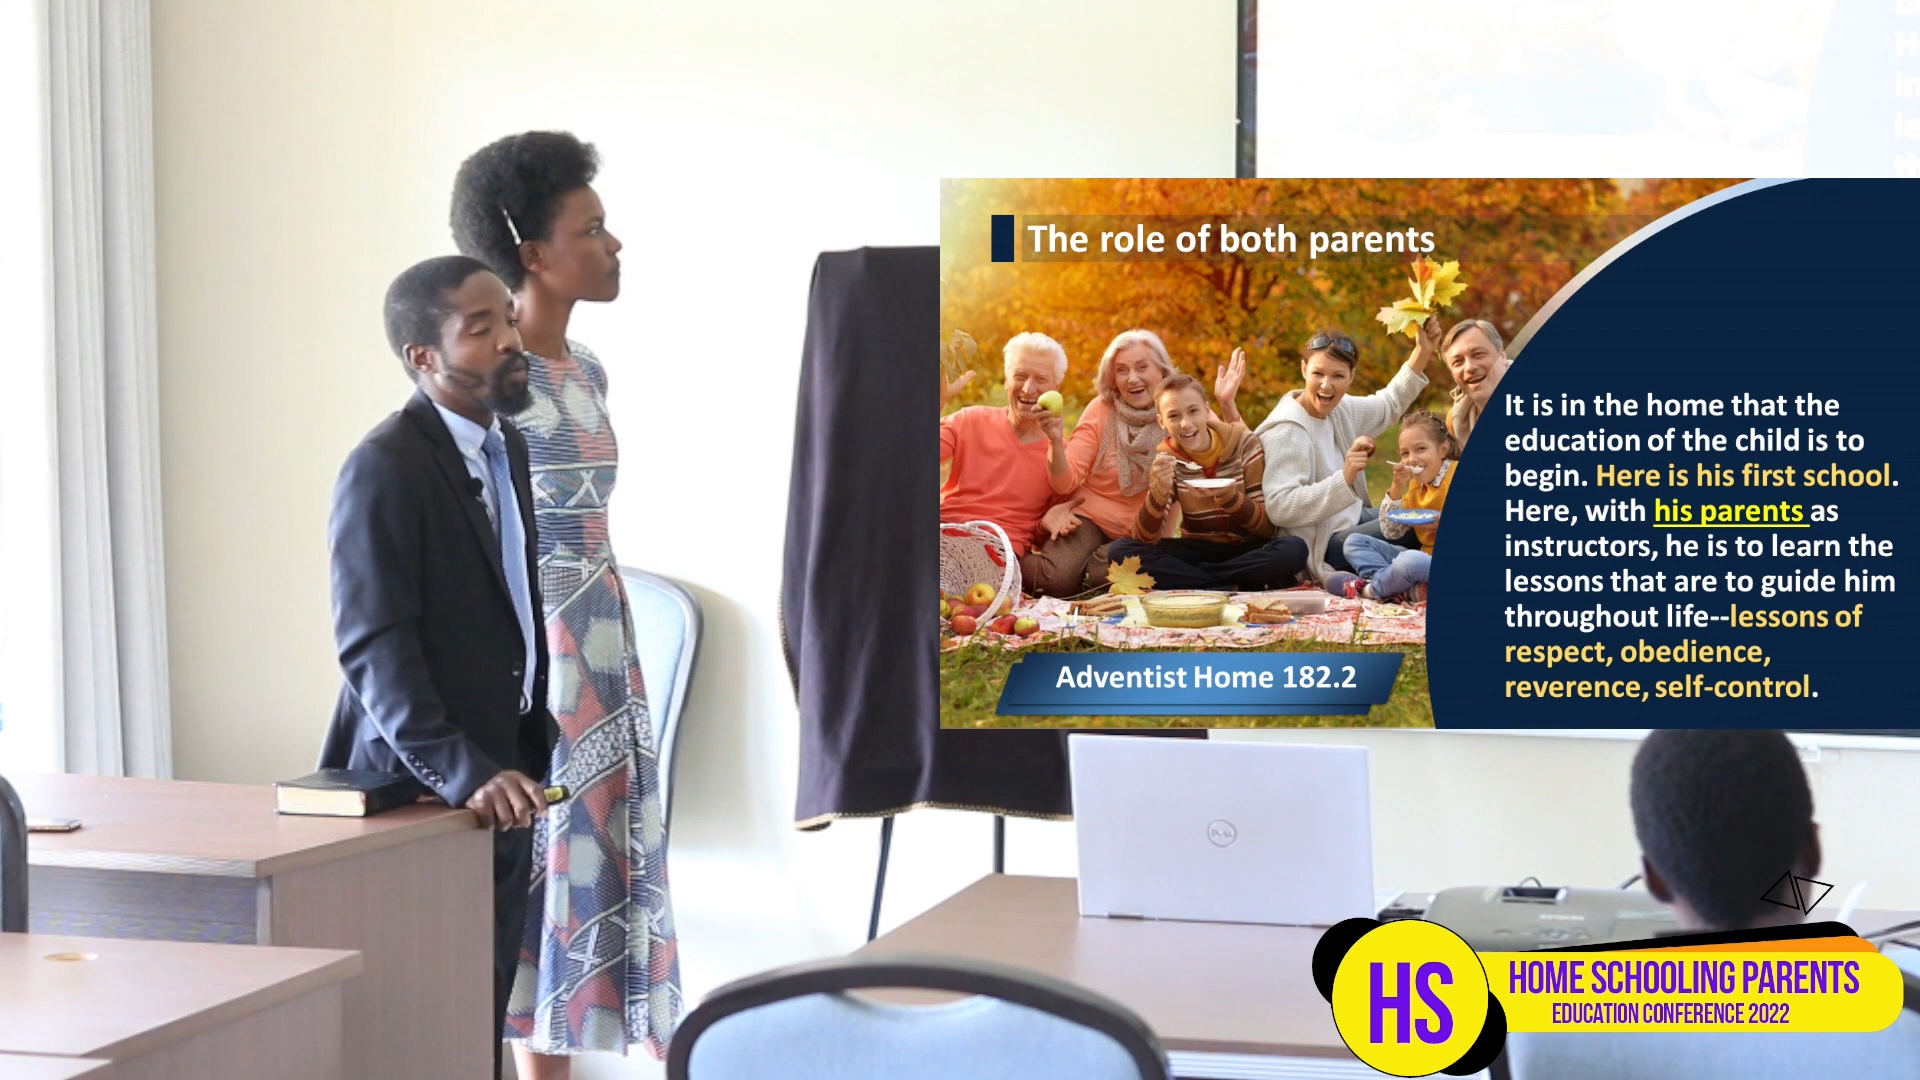 The role of both parents
It is in the home that the
education of the child is to
begin. Here is his first school.
Here, with his parents as
instructors, he is to learn the
lessons that are to guide him
throughout life--lessons of
respect, obedience,
reverence, self-control.
Adventist Home 182.2
DELL
HS
HOME SCHOOLING PARENTS
EDUCATION CONFERENCE 2022